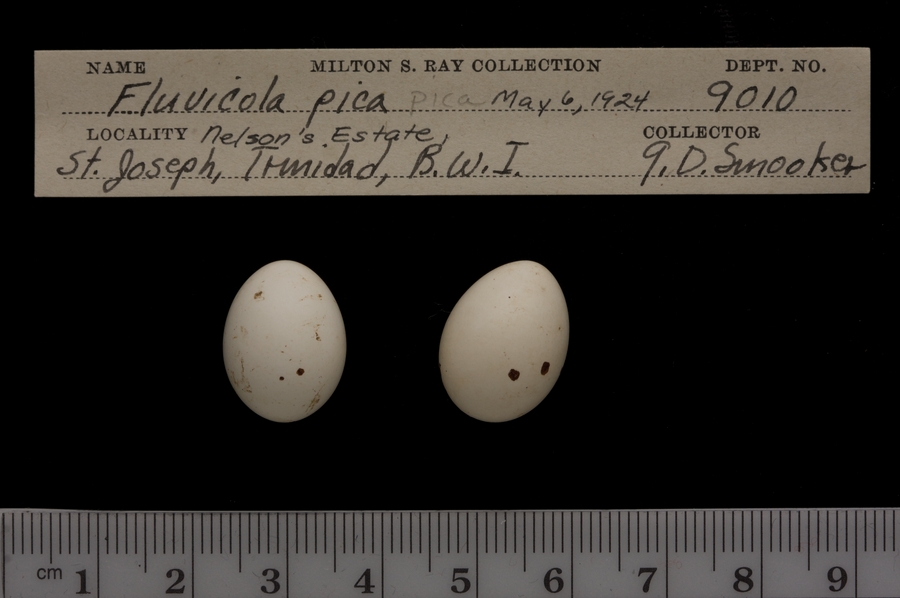 NAME MILTON S. RAY COLLECTION DEPT. NO.
Fluvicola pica pica May 6, 1924 9010
LOCALITY Nelson's Estate, COLLECTOR
St. Joseph, Trinidad, B.W.I. G.D. Smooker
cm 1 2 3 4 5 6 7 8 9